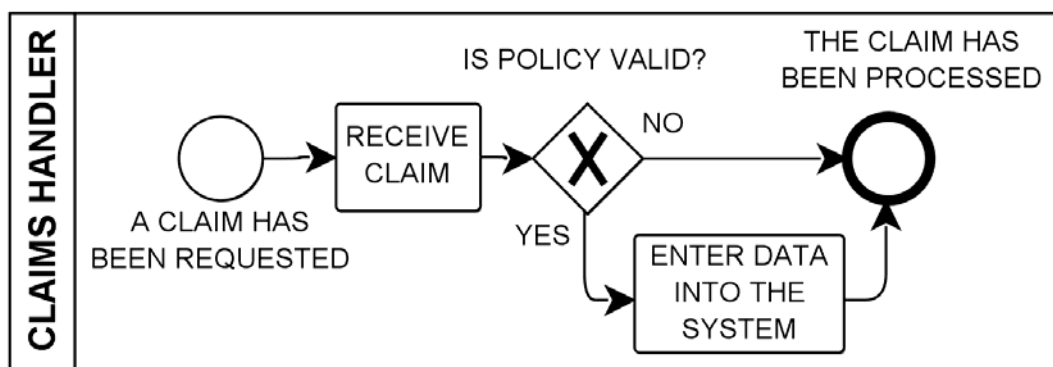 CLAIMS HANDLER
A CLAIM HAS
BEEN REQUESTED
RECEIVE
CLAIM
IS POLICY VALID?
NO
YES
ENTER DATA
INTO THE
SYSTEM
THE CLAIM HAS
BEEN PROCESSED